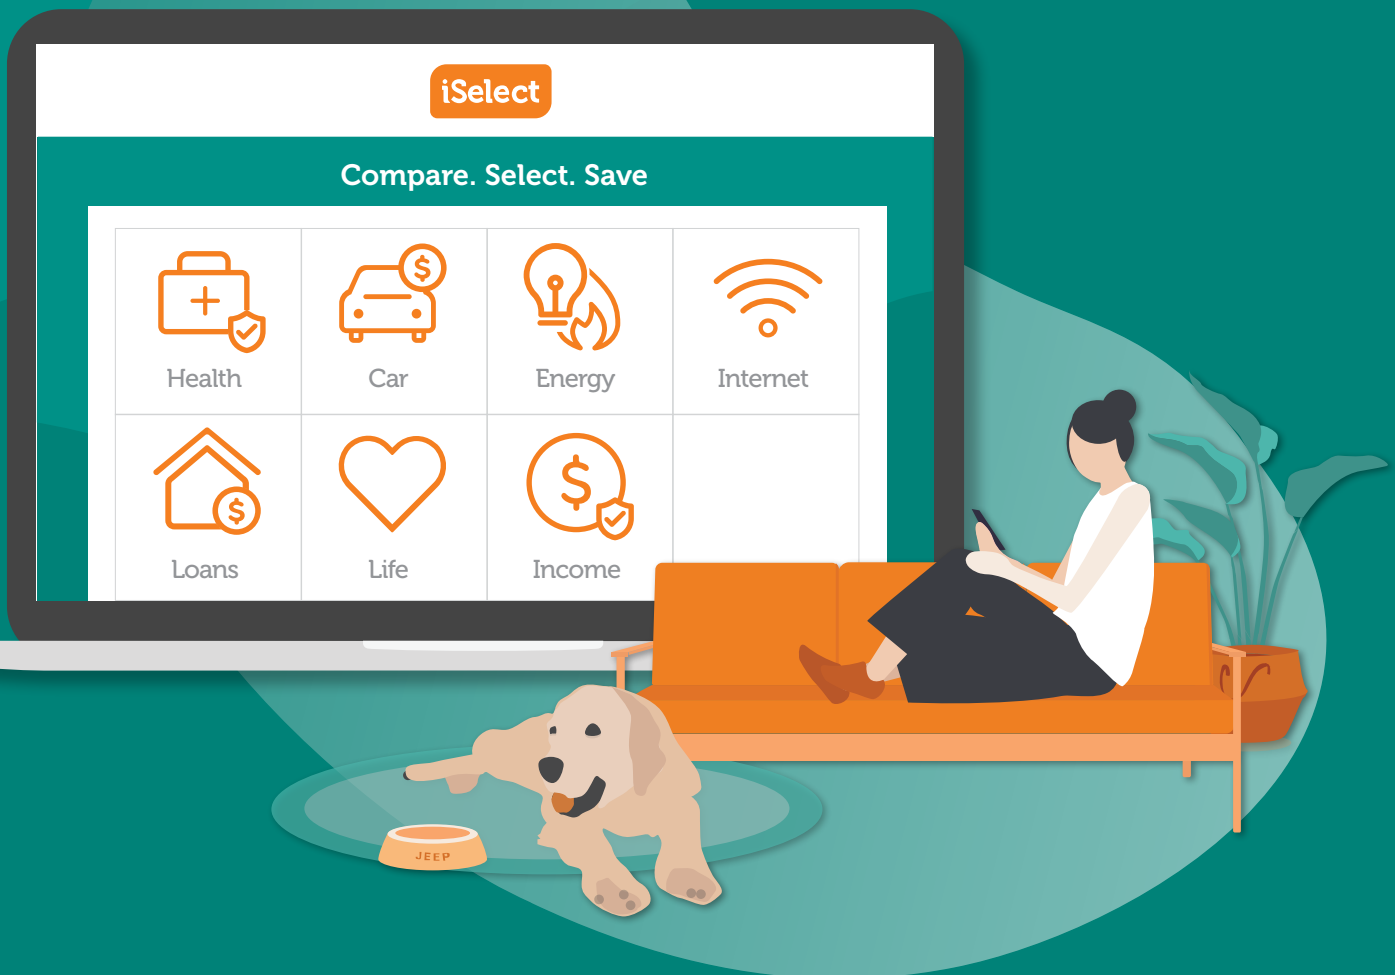 iSelect
Compare. Select. Save
Health
Car
Energy
Internet
Loans
Life
Income
JEEP